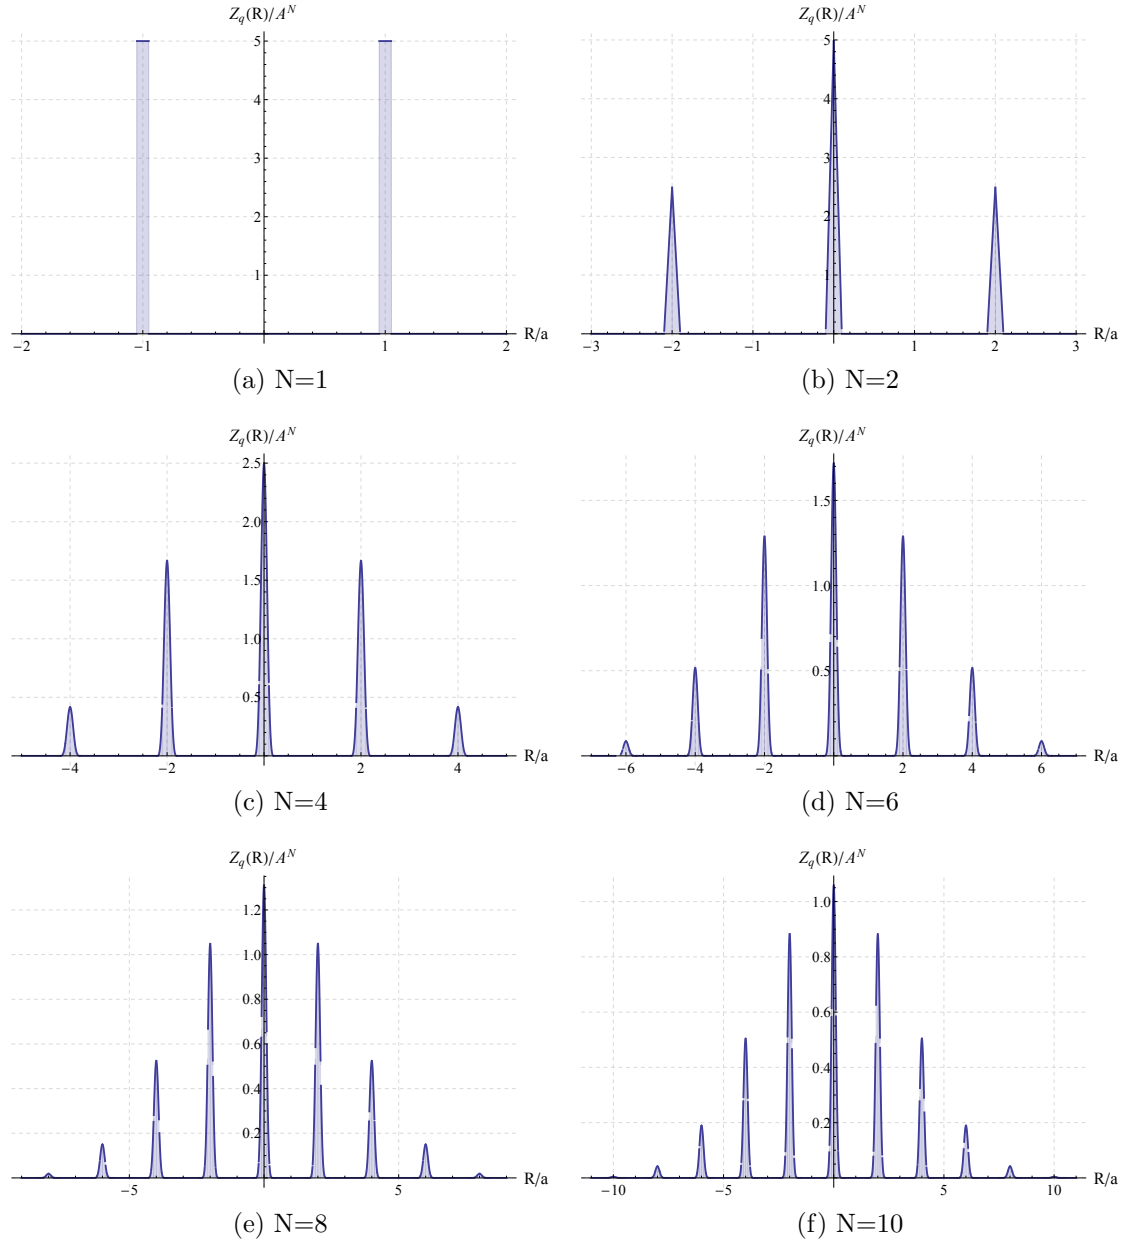 Z_q(R)/A^N
5
4
3
2
1
−2 −1 1 2 R/a
(a) N=1
Z_q(R)/A^N
5
4
3
2
1
−3 −2 −1 1 2 3 R/a
(b) N=2
Z_q(R)/A^N
2.5
2.0
1.5
1.0
0.5
−4 −2 2 4 R/a
(c) N=4
Z_q(R)/A^N
1.5
1.0
0.5
−6 −4 −2 2 4 6 R/a
(d) N=6
Z_q(R)/A^N
1.2
1.0
0.8
0.6
0.4
0.2
−5 5 R/a
(e) N=8
Z_q(R)/A^N
1.0
0.8
0.6
0.4
0.2
−10 −5 5 10 R/a
(f) N=10